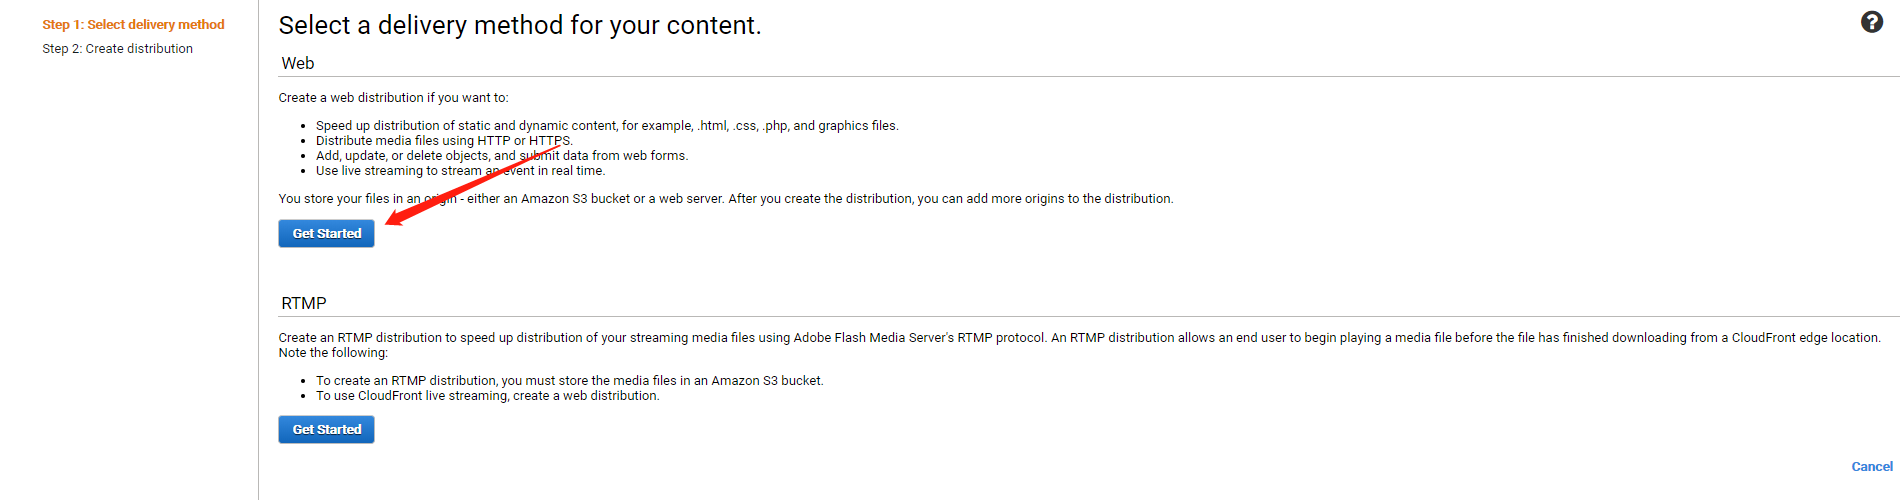 Step 1: Select delivery method
Step 2: Create distribution
Select a delivery method for your content.
Web
Create a web distribution if you want to:
Speed up distribution of static and dynamic content, for example, .html, .css, .php, and graphics files.
Distribute media files using HTTP or HTTPS.
Add, update, or delete objects, and submit data from web forms.
Use live streaming to stream an event in real time.
You store your files in an origin - either an Amazon S3 bucket or a web server. After you create the distribution, you can add more origins to the distribution.
Get Started
RTMP
Create an RTMP distribution to speed up distribution of your streaming media files using Adobe Flash Media Server's RTMP protocol. An RTMP distribution allows an end user to begin playing a media file before the file has finished downloading from a CloudFront edge location.
Note the following:
To create an RTMP distribution, you must store the media files in an Amazon S3 bucket.
To use CloudFront live streaming, create a web distribution.
Get Started
Cancel